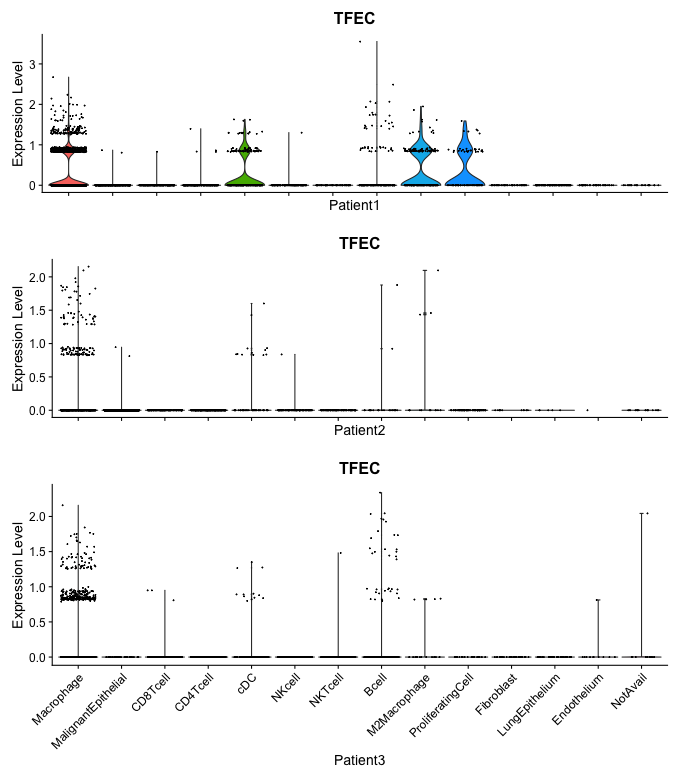 TFEC
Expression Level
3
2
1
0
Patient1
TFEC
Expression Level
2.0
1.5
1.0
0.5
0.0
Patient2
TFEC
Expression Level
2.0
1.5
1.0
0.5
0.0
Macrophage
MalignantEpithelial
CD8Tcell
CD4Tcell
cDC
NKcell
NKTcell
Bcell
M2Macrophage
ProliferatingCell
Fibroblast
LungEpithelium
Endothelium
NotAvail
Patient3